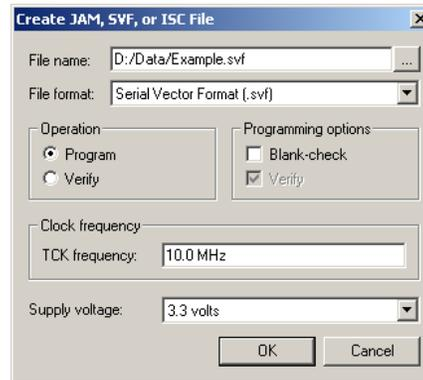 Create JAM, SVF, or ISC File
File name: D:/Data/Example.svf ...
File format: Serial Vector Format (.svf)
Operation
Program
Verify
Programming options
Blank-check
Verify
Clock frequency
TCK frequency: 10.0 MHz
Supply voltage: 3.3 volts
OK Cancel